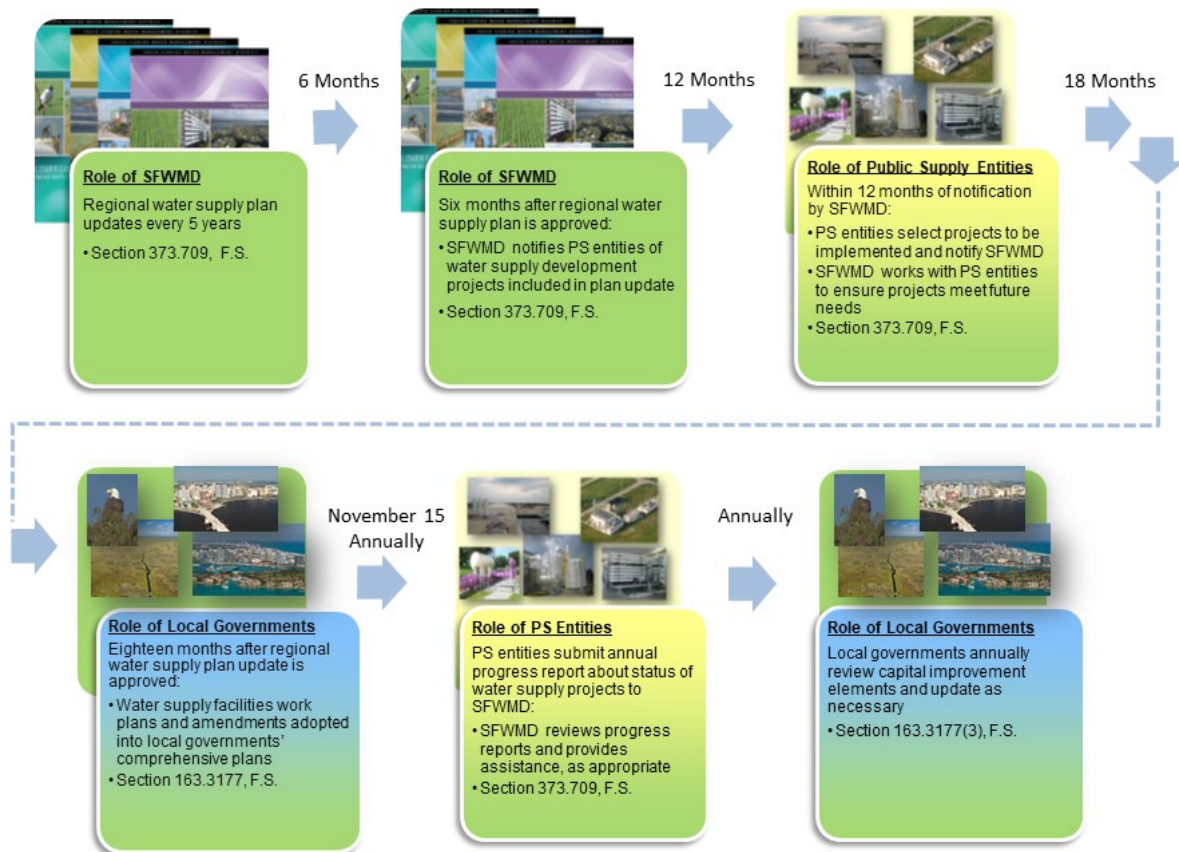 6 Months
12 Months
18 Months
Role of SFWMD
Regional water supply plan
updates every 5 years
• Section 373.709, F.S.
Role of SFWMD
Six months after regional water
supply plan is approved:
• SFWMD notifies PS entities of
water supply development
projects included in plan update
• Section 373.709, F.S.
Role of Public Supply Entities
Within 12 months of notification
by SFWMD:
• PS entities select projects to be
implemented and notify SFWMD
• SFWMD works with PS entities
to ensure projects meet future
needs
• Section 373.709, F.S.
November 15
Annually
Annually
Role of Local Governments
Eighteen months after regional
water supply plan update is
approved:
• Water supply facilities work
plans and amendments adopted
into local governments'
comprehensive plans
• Section 163.3177, F.S.
Role of PS Entities
PS entities submit annual
progress report about status of
water supply projects to
SFWMD:
• SFWMD reviews progress
reports and provides
assistance, as appropriate
• Section 373.709, F.S.
Role of Local Governments
Local governments annually
review capital improvement
elements and update as
necessary
• Section 163.3177(3), F.S.